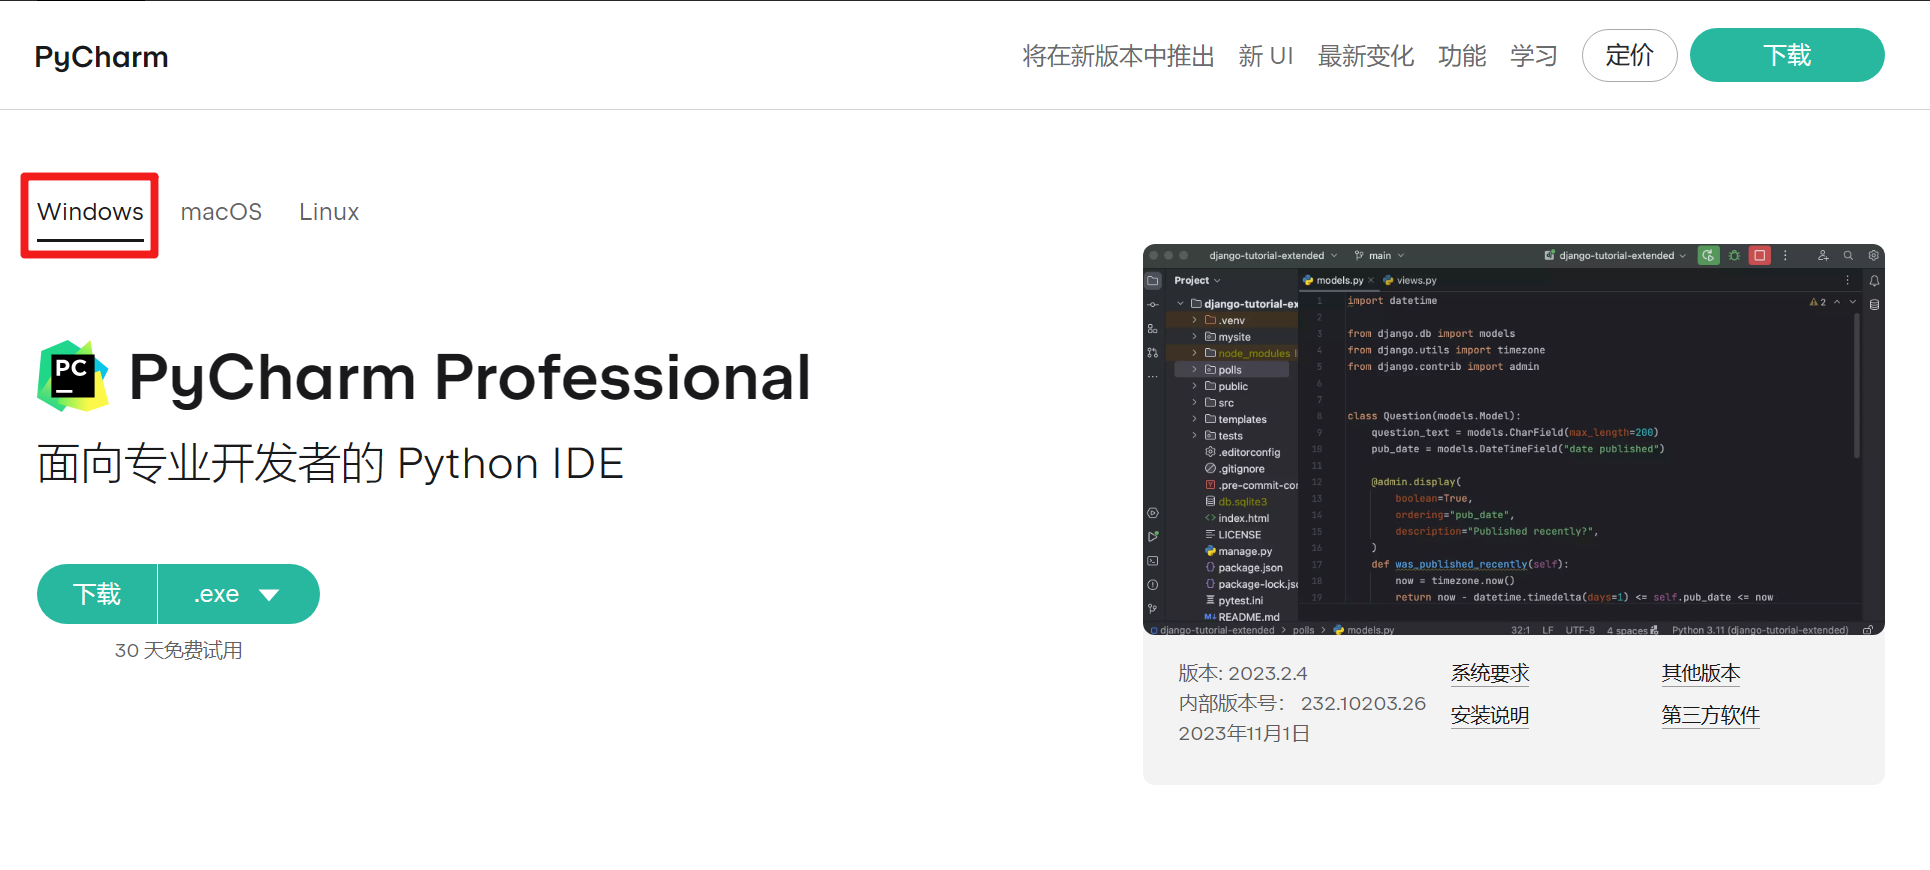 PyCharm
将在新版本中推出 新 UI 最新变化 功能 学习 定价 下载
Windows macOS Linux
PC
PyCharm Professional
面向专业开发者的 Python IDE
下载 .exe
30 天免费试用
django-tutorial-extended main django-tutorial-extended
Project
models.py views.py
django-tutorial-ex
.venv
mysite
node_modules
polls
public
src
templates
tests
.editorconfig
.gitignore
.pre-commit-con
db.sqlite3
index.html
LICENSE
manage.py
package.json
package-lock.jso
pytest.ini
README.md
2
1 import datetime
2
3 from django.db import models
4 from django.utils import timezone
5 from django.contrib import admin
6
7
8 class Question(models.Model):
9 question_text = models.CharField(max_length=200)
10 pub_date = models.DateTimeField("date published")
11
12 @admin.display(
13 boolean=True,
14 ordering="pub_date",
15 description="Published recently?",
16 )
17 def was_published_recently(self):
18 now = timezone.now()
19 return now - datetime.timedelta(days=1) <= self.pub_date <= now
django-tutorial-extended > polls > models.py 32:1 LF UTF-8 4 spaces Python 3.11 (django-tutorial-extended)
版本: 2023.2.4
内部版本号: 232.10203.26
2023年11月1日
系统要求
安装说明
其他版本
第三方软件